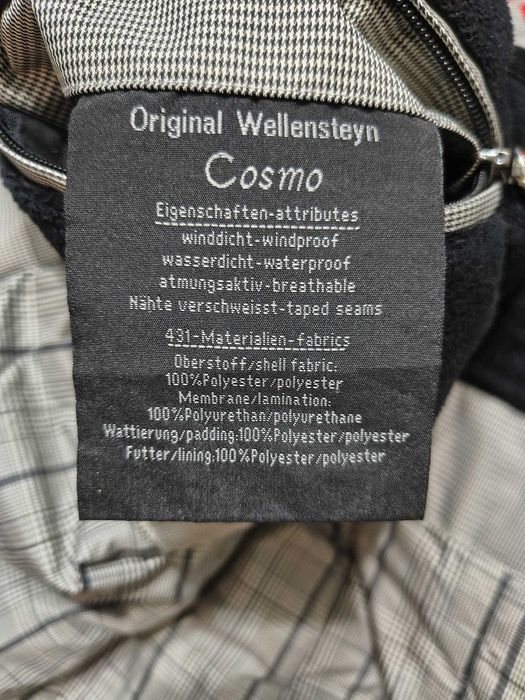 Original Wellensteyn
Cosmo
Eigenschaften-attributes
winddicht-windproof
wasserdicht-waterproof
atmungsaktiv-breathable
Nähte verschweisst-taped seams
431-Materialien-fabrics
Oberstoff/shell fabric:
100%Polyester/polyester
Membrane/lamination:
100%Polyurethan/polyurethane
Wattierung/padding:100%Polyester/polyester
Futter/lining:100%Polyester/polyester